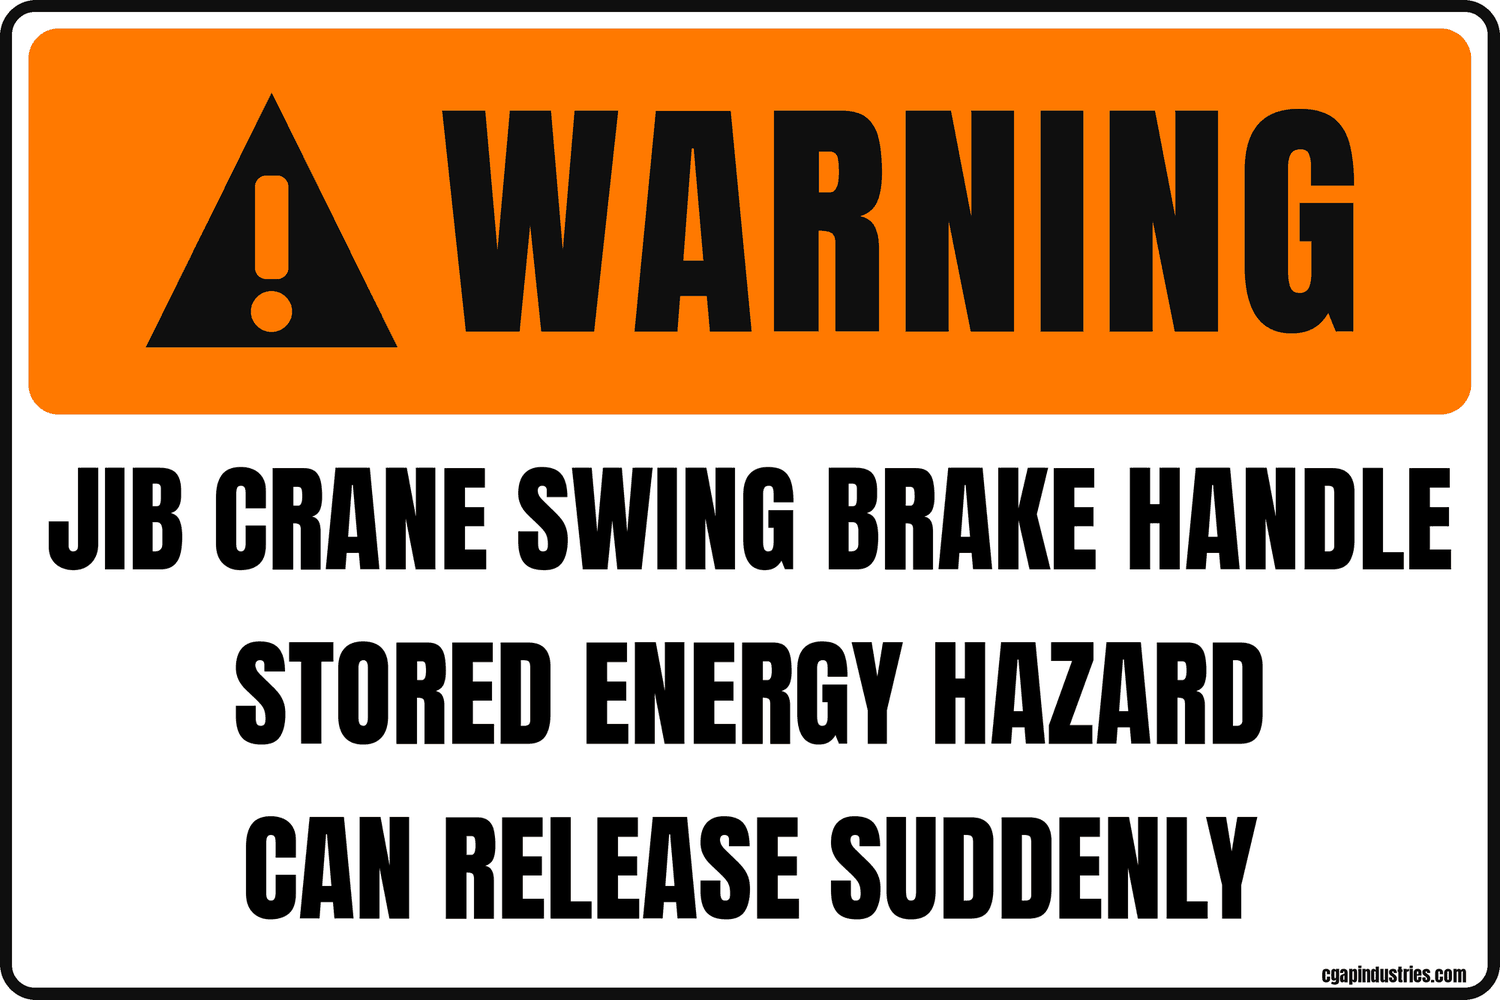 WARNING
JIB CRANE SWING BRAKE HANDLE
STORED ENERGY HAZARD
CAN RELEASE SUDDENLY
cgapindustries.com